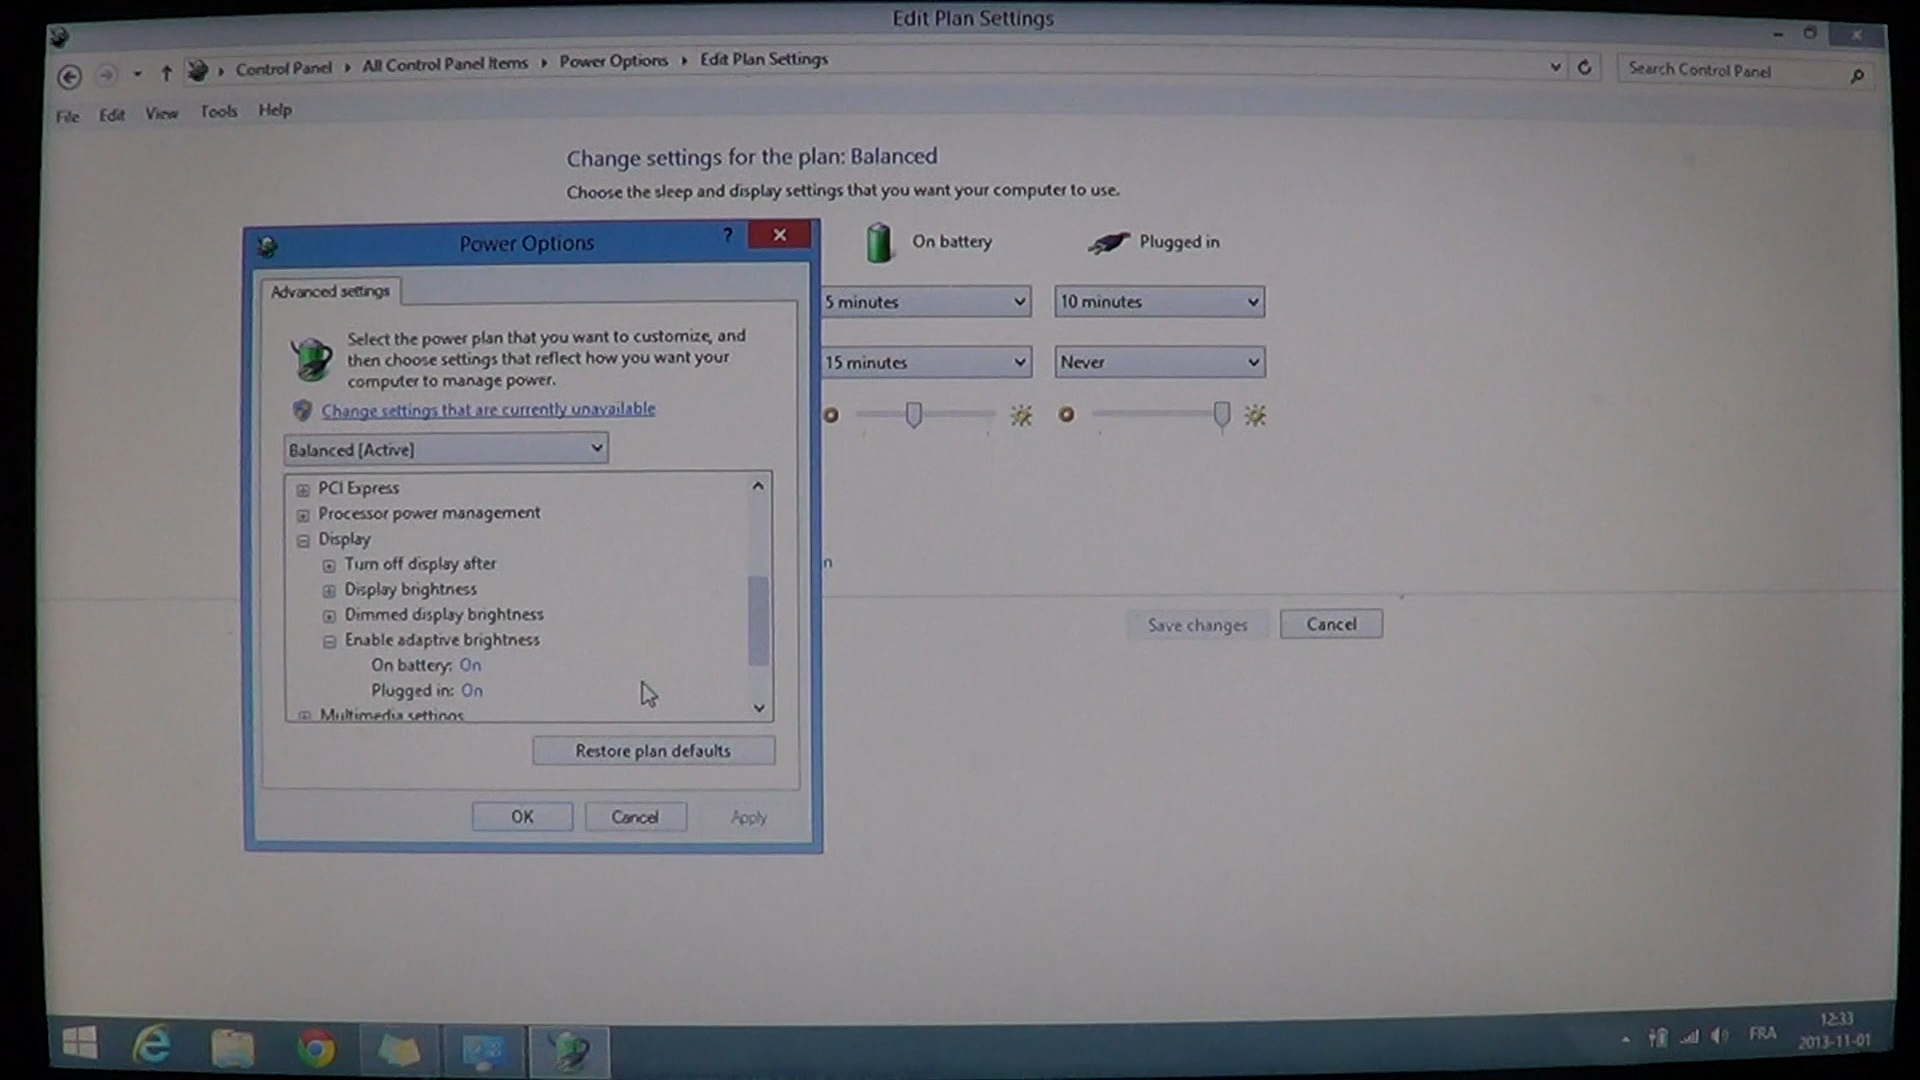 Edit Plan Settings
Control Panel
All Control Panel Items
Power Options
Edit Plan Settings
Search Control Panel
File
Edit
View
Tools
Help
Change settings for the plan: Balanced
Choose the sleep and display settings that you want your computer to use.
On battery
Plugged in
5 minutes
10 minutes
15 minutes
Never
Save changes
Cancel
Power Options
?
Advanced settings
Select the power plan that you want to customize, and
then choose settings that reflect how you want your
computer to manage power.
Change settings that are currently unavailable
Balanced [Active]
PCI Express
Processor power management
Display
Turn off display after
Display brightness
Dimmed display brightness
Enable adaptive brightness
On battery: On
Plugged in: On
Multimedia settings
Restore plan defaults
OK
Cancel
Apply
n
FRA
12:33
2013-11-01